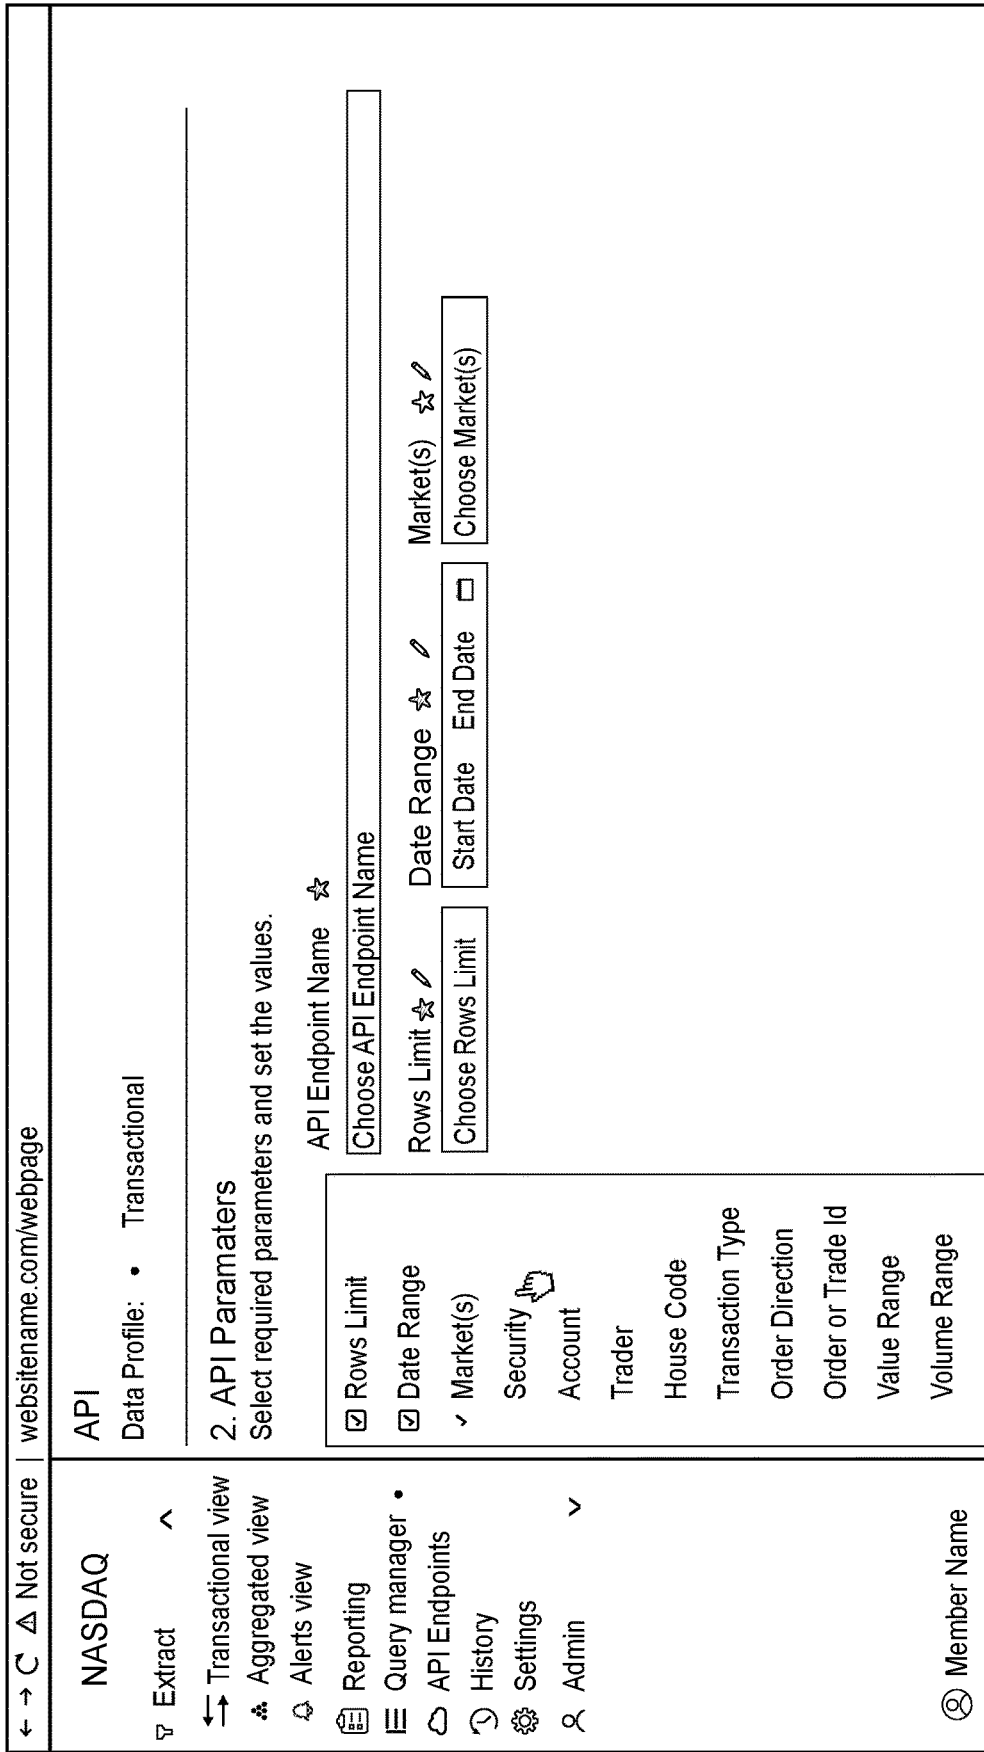 Not secure | websitename.com/webpage
NASDAQ
Extract
Transactional view
Aggregated view
Alerts view
Reporting
Query manager •
API Endpoints
History
Settings
Admin
Member Name
API
Data Profile: • Transactional
2. API Paramaters
Select required parameters and set the values.
Rows Limit
Date Range
Market(s)
Security
Account
Trader
House Code
Transaction Type
Order Direction
Order or Trade Id
Value Range
Volume Range
API Endpoint Name
Choose API Endpoint Name
Rows Limit Date Range Market(s)
Choose Rows Limit Start Date End Date Choose Market(s)